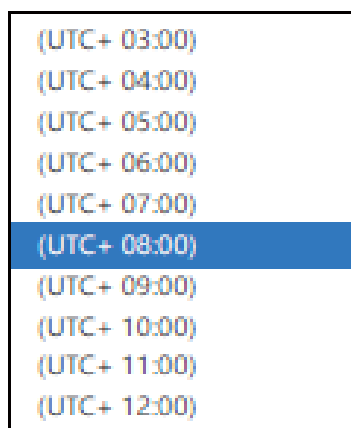 (UTC+ 03:00)
(UTC+ 04:00)
(UTC+ 05:00)
(UTC+ 06:00)
(UTC+ 07:00)
(UTC+ 08:00)
(UTC+ 09:00)
(UTC+ 10:00)
(UTC+ 11:00)
(UTC+ 12:00)